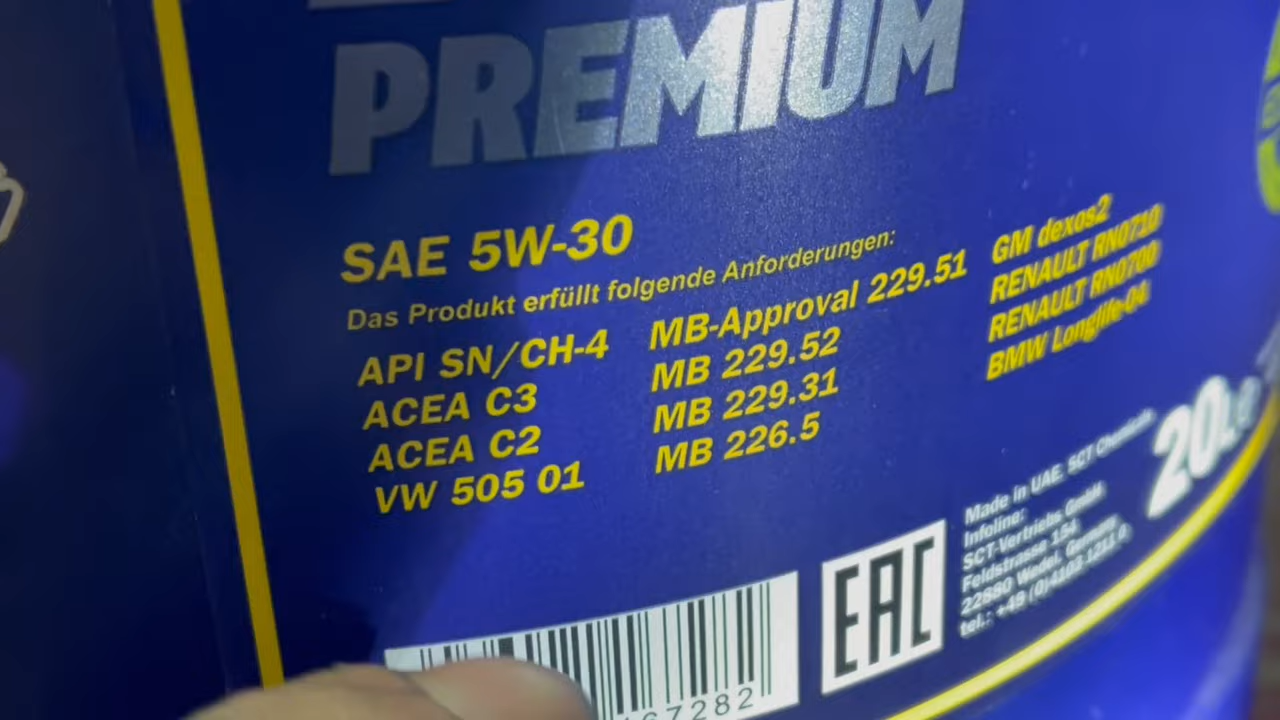 PREMIUM
SAE 5W-30
Das Produkt erfüllt folgende Anforderungen:
API SN/CH-4
ACEA C3
ACEA C2
VW 505 01
MB-Approval 229.51
MB 229.52
MB 229.31
MB 226.5
GM dexos2
RENAULT RN0710
RENAULT RN0700
BMW Longlife-04
20L
Made in UAE, SCT Chemicals
Infoline:
SCT-Vertriebs GmbH
Feldstrasse 154
22880 Wedel, Germany
tel.: +49 (0)4103 1211 0
EAC
67282